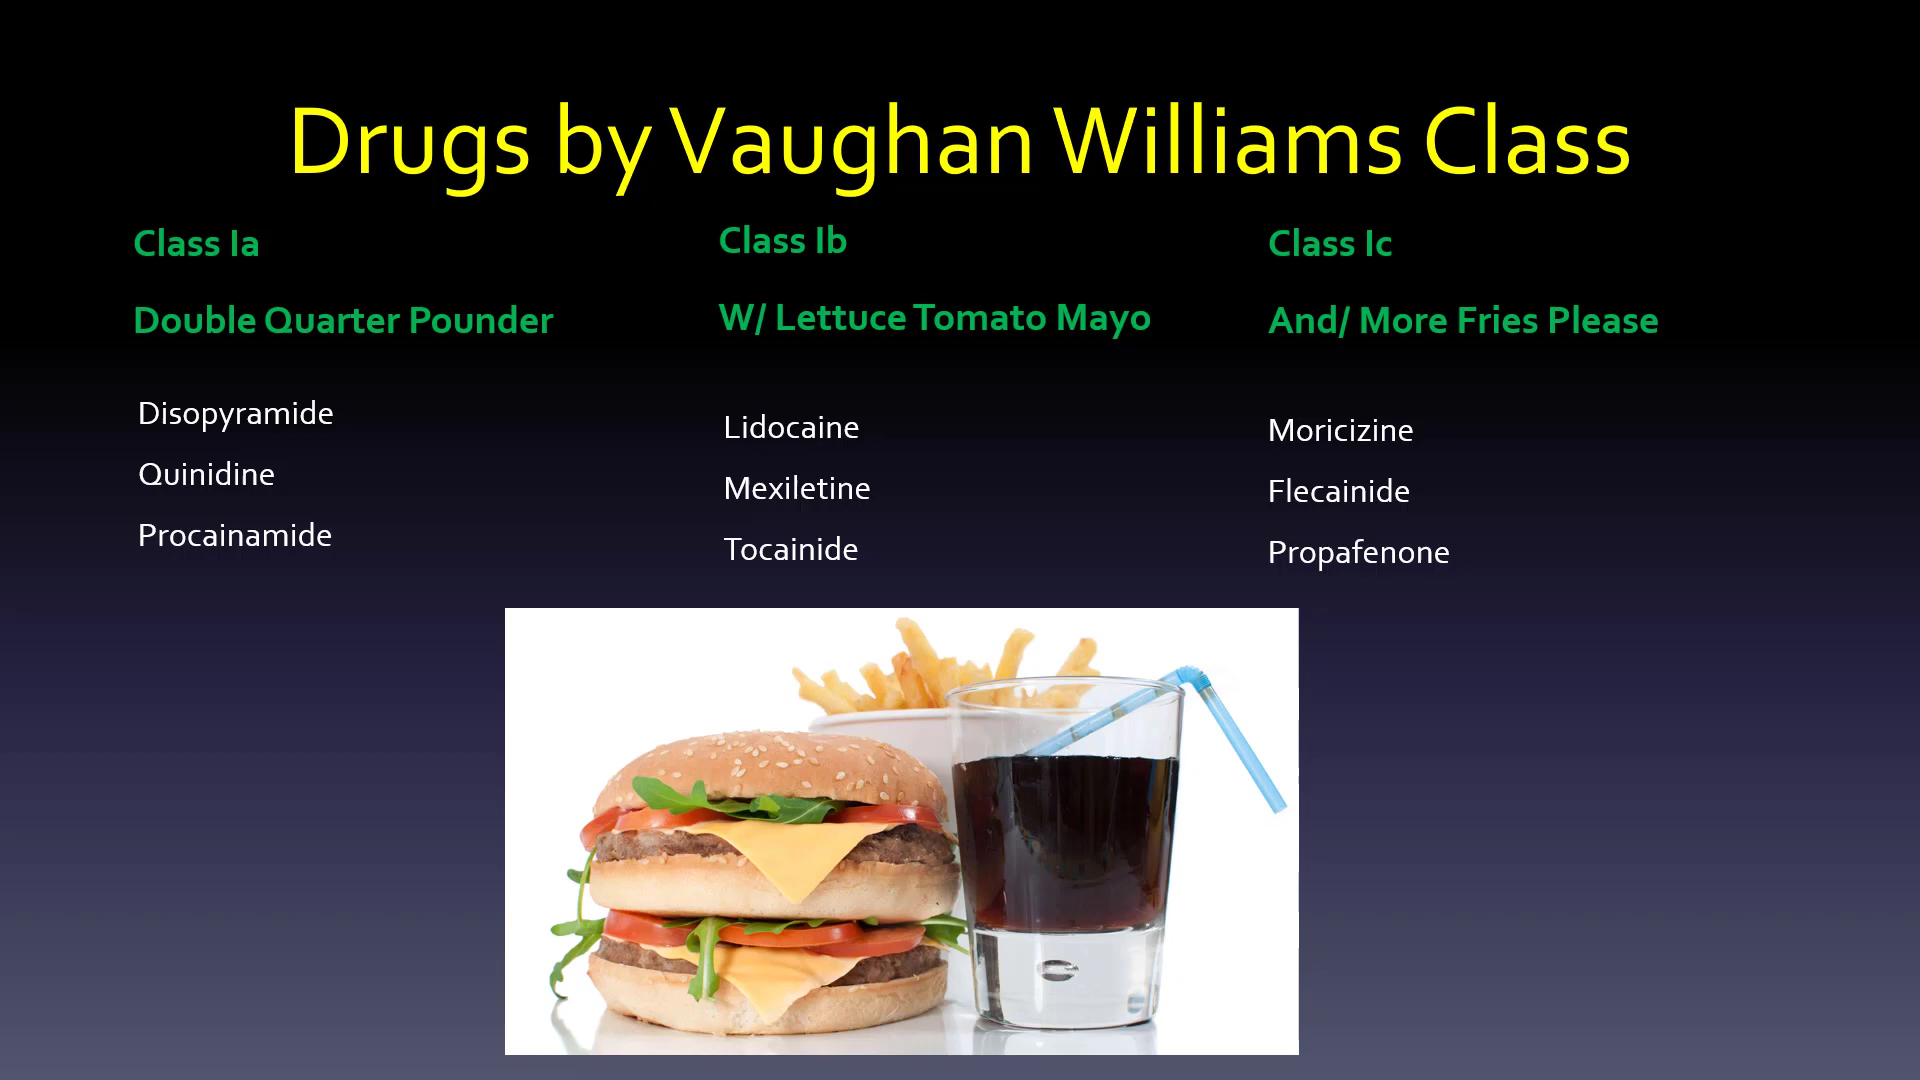 Drugs by Vaughan Williams Class
Class Ia
Double Quarter Pounder
Disopyramide
Quinidine
Procainamide
Class Ib
W/ Lettuce Tomato Mayo
Lidocaine
Mexiletine
Tocainide
Class Ic
And/ More Fries Please
Moricizine
Flecainide
Propafenone